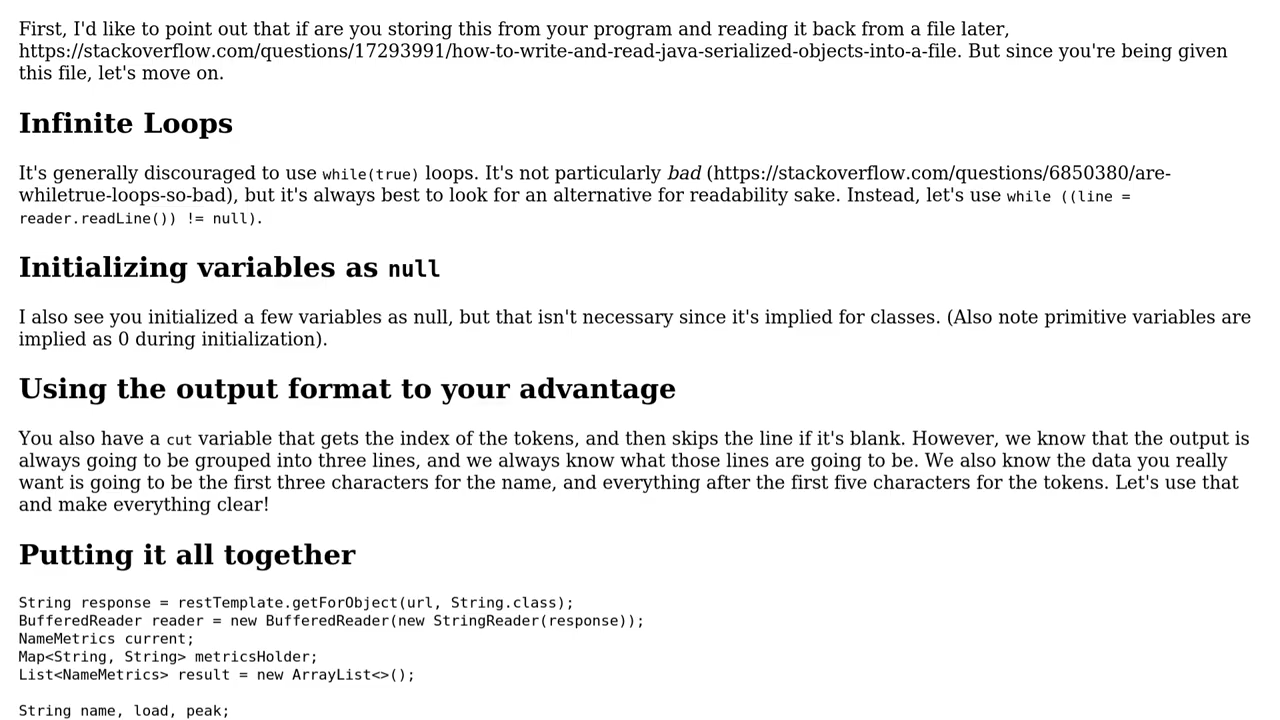 First, I'd like to point out that if are you storing this from your program and reading it back from a file later,
https://stackoverflow.com/questions/17293991/how-to-write-and-read-java-serialized-objects-into-a-file. But since you're being given
this file, let's move on.
Infinite Loops
It's generally discouraged to use while(true) loops. It's not particularly bad (https://stackoverflow.com/questions/6850380/are-
whiletrue-loops-so-bad), but it's always best to look for an alternative for readability sake. Instead, let's use while ((line =
reader.readLine()) != null).
Initializing variables as null
I also see you initialized a few variables as null, but that isn't necessary since it's implied for classes. (Also note primitive variables are
implied as 0 during initialization).
Using the output format to your advantage
You also have a cut variable that gets the index of the tokens, and then skips the line if it's blank. However, we know that the output is
always going to be grouped into three lines, and we always know what those lines are going to be. We also know the data you really
want is going to be the first three characters for the name, and everything after the first five characters for the tokens. Let's use that
and make everything clear!
Putting it all together
String response = restTemplate.getForObject(url, String.class);
BufferedReader reader = new BufferedReader(new StringReader(response));
NameMetrics current;
Map<String, String> metricsHolder;
List<NameMetrics> result = new ArrayList<>();
String name, load, peak;